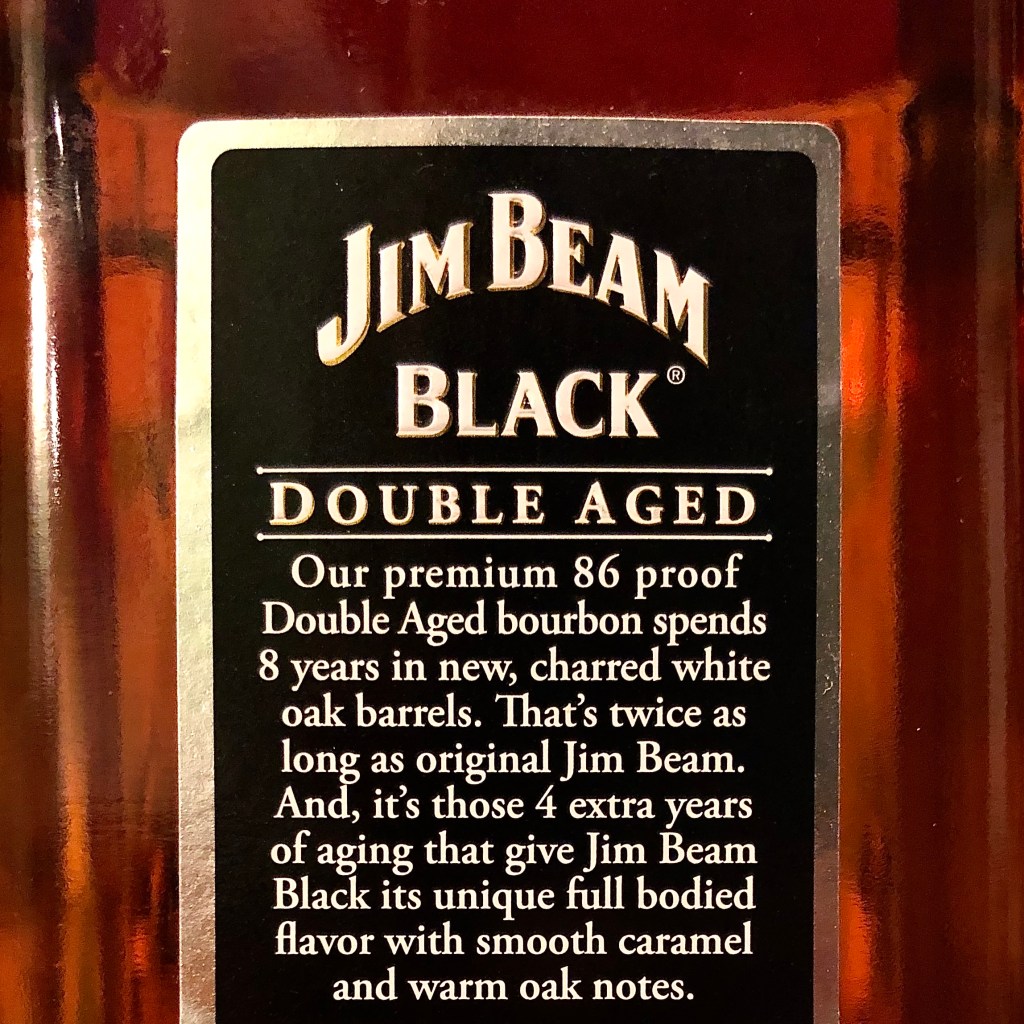 JIM BEAM
BLACK®
DOUBLE AGED
Our premium 86 proof
Double Aged bourbon spends
8 years in new, charred white
oak barrels. That's twice as
long as original Jim Beam.
And, it's those 4 extra years
of aging that give Jim Beam
Black its unique full bodied
flavor with smooth caramel
and warm oak notes.